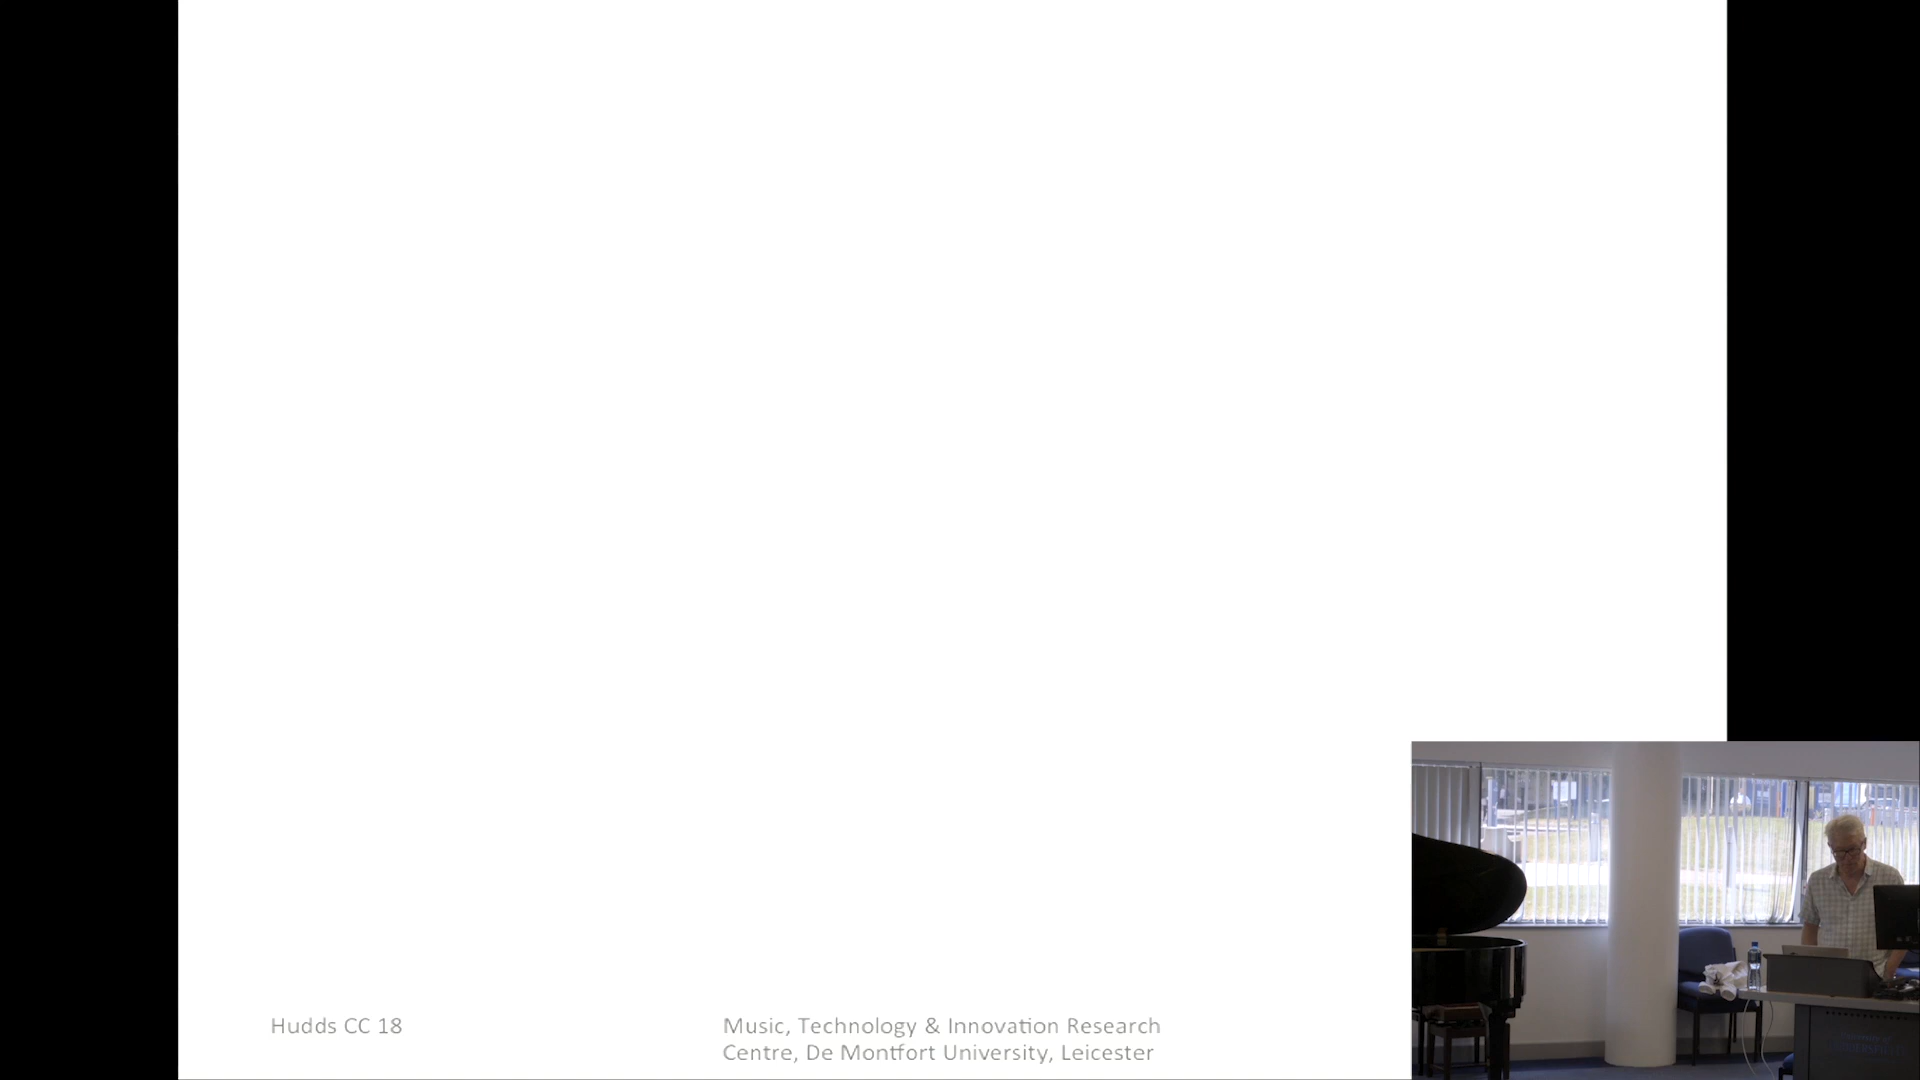 Hudds CC 18
Music, Technology & Innovation Research
Centre, De Montfort University, Leicester